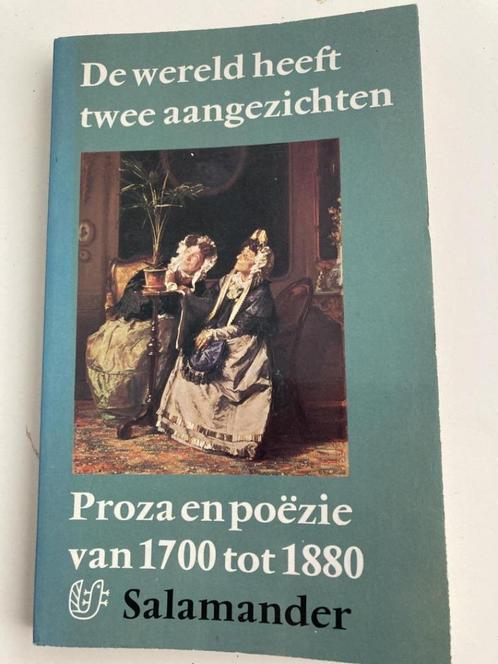 De wereld heeft
twee aangezichten
Proza en poëzie
van 1700 tot 1880
Salamander